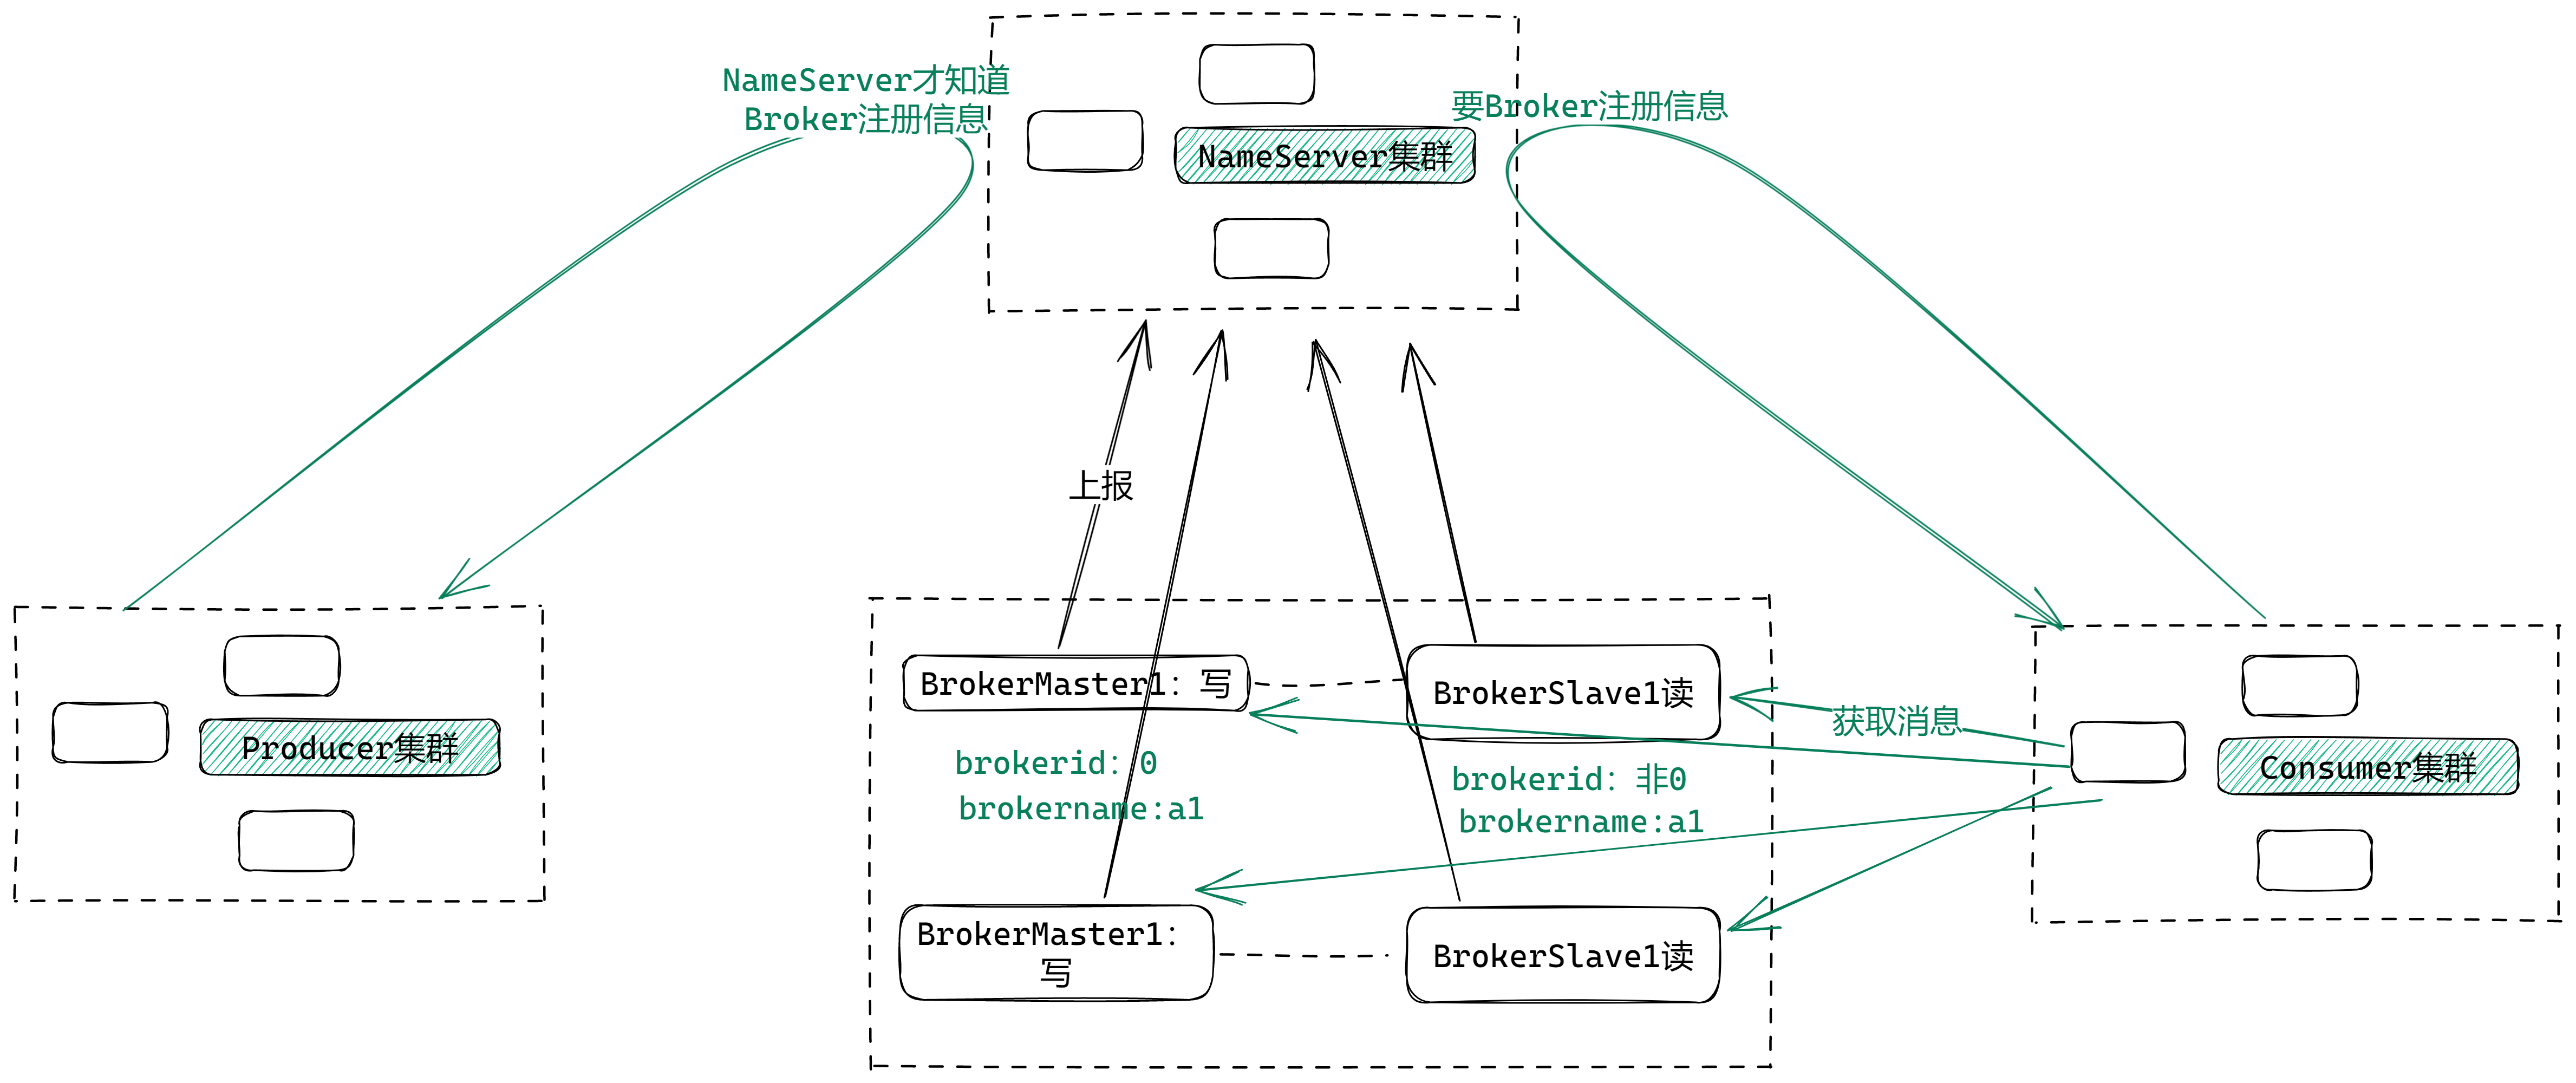 NameServer才知道
Broker注册信息
要Broker注册信息
NameServer集群
上报
BrokerMaster1：写
BrokerSlave1读
获取消息
Producer集群
Consumer集群
brokerid：0
brokername:a1
brokerid：非0
brokername:a1
BrokerMaster1：
写
BrokerSlave1读